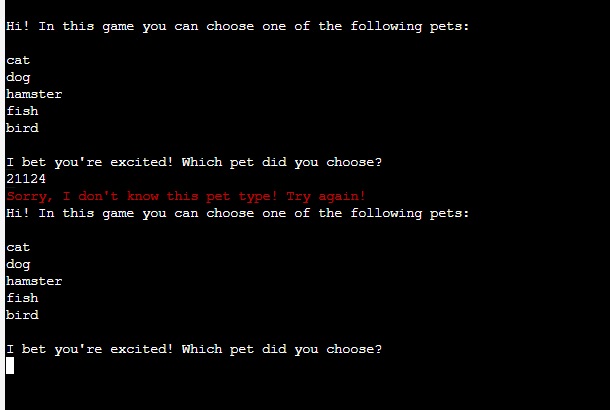 Hi! In this game you can choose one of the following pets:
cat
dog
hamster
fish
bird
I bet you're excited! Which pet did you choose?
21124
Sorry, I don't know this pet type! Try again!
Hi! In this game you can choose one of the following pets:
cat
dog
hamster
fish
bird
I bet you're excited! Which pet did you choose?